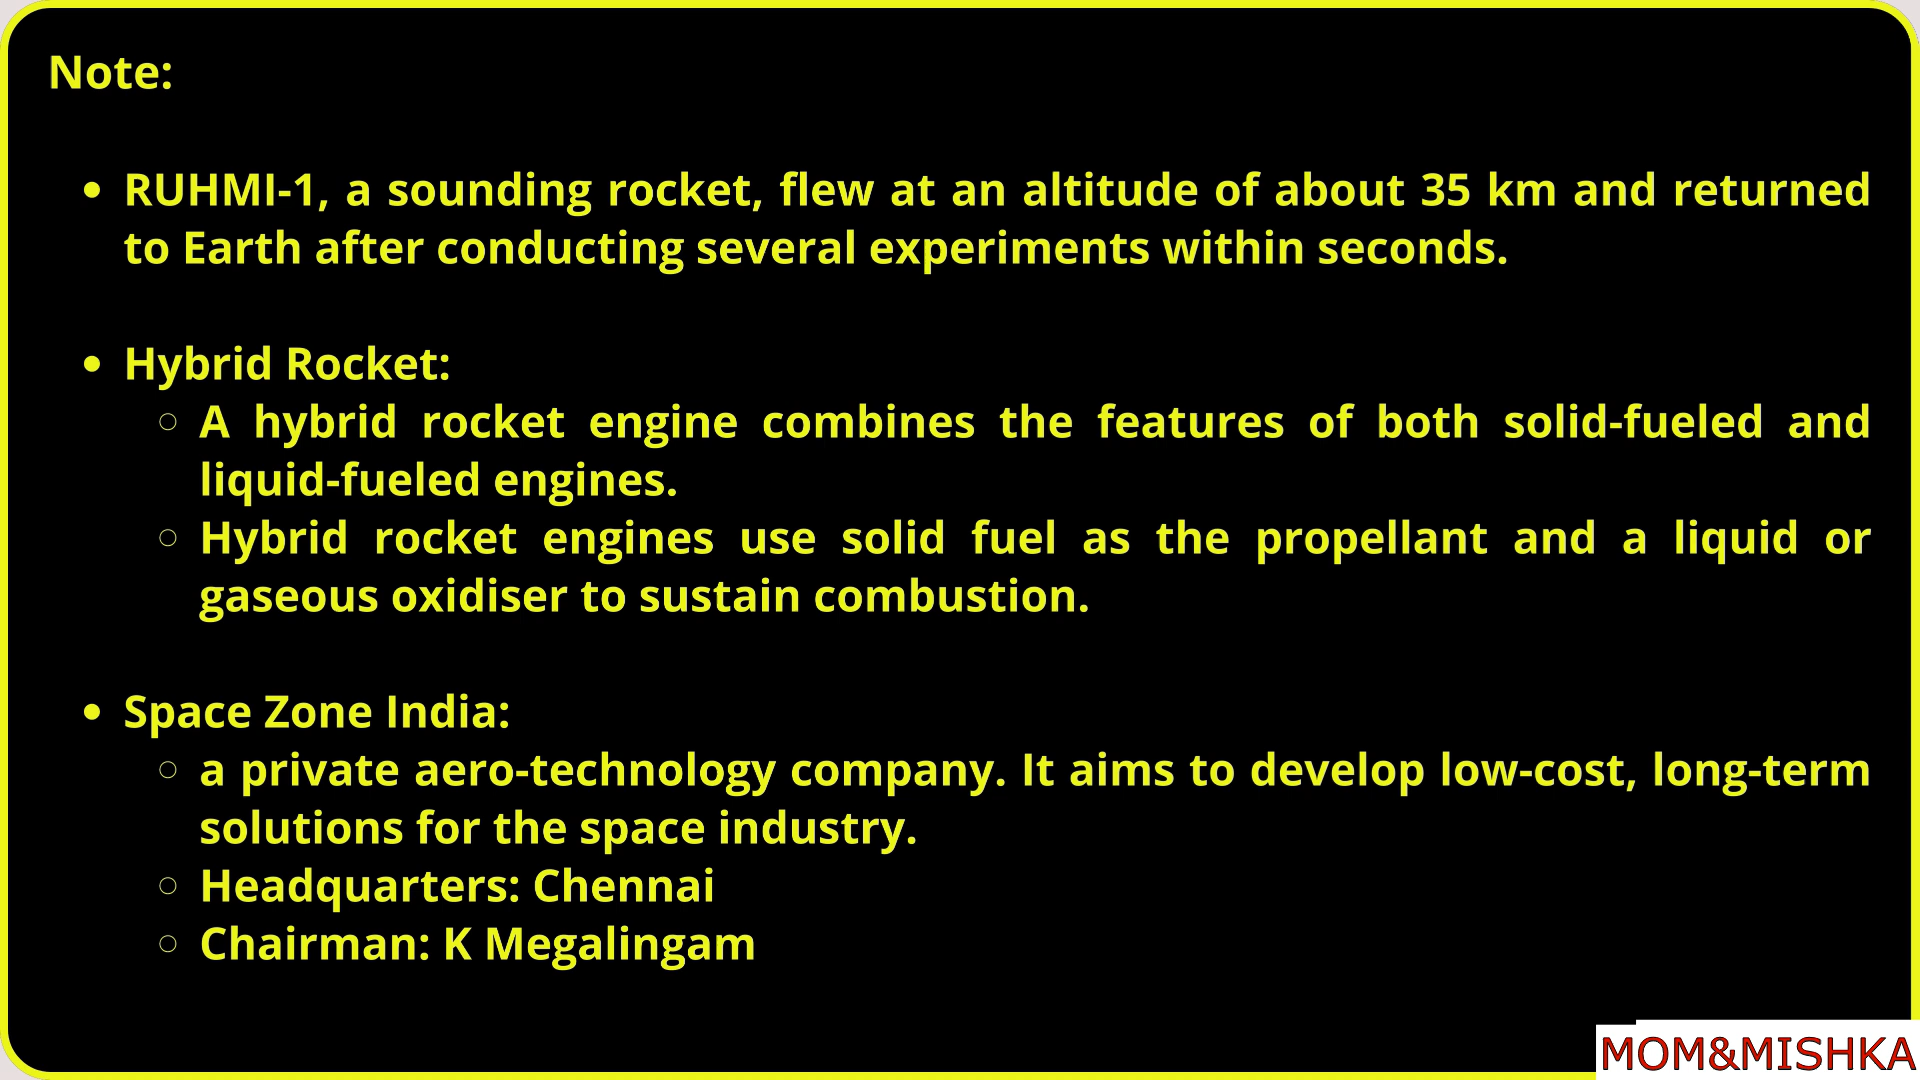 Note:
• RUHMI-1, a sounding rocket, flew at an altitude of about 35 km and returned
to Earth after conducting several experiments within seconds.
• Hybrid Rocket:
○ A hybrid rocket engine combines the features of both solid-fueled and
liquid-fueled engines.
○ Hybrid rocket engines use solid fuel as the propellant and a liquid or
gaseous oxidiser to sustain combustion.
• Space Zone India:
○ a private aero-technology company. It aims to develop low-cost, long-term
solutions for the space industry.
○ Headquarters: Chennai
○ Chairman: K Megalingam
MOM&MISHKA